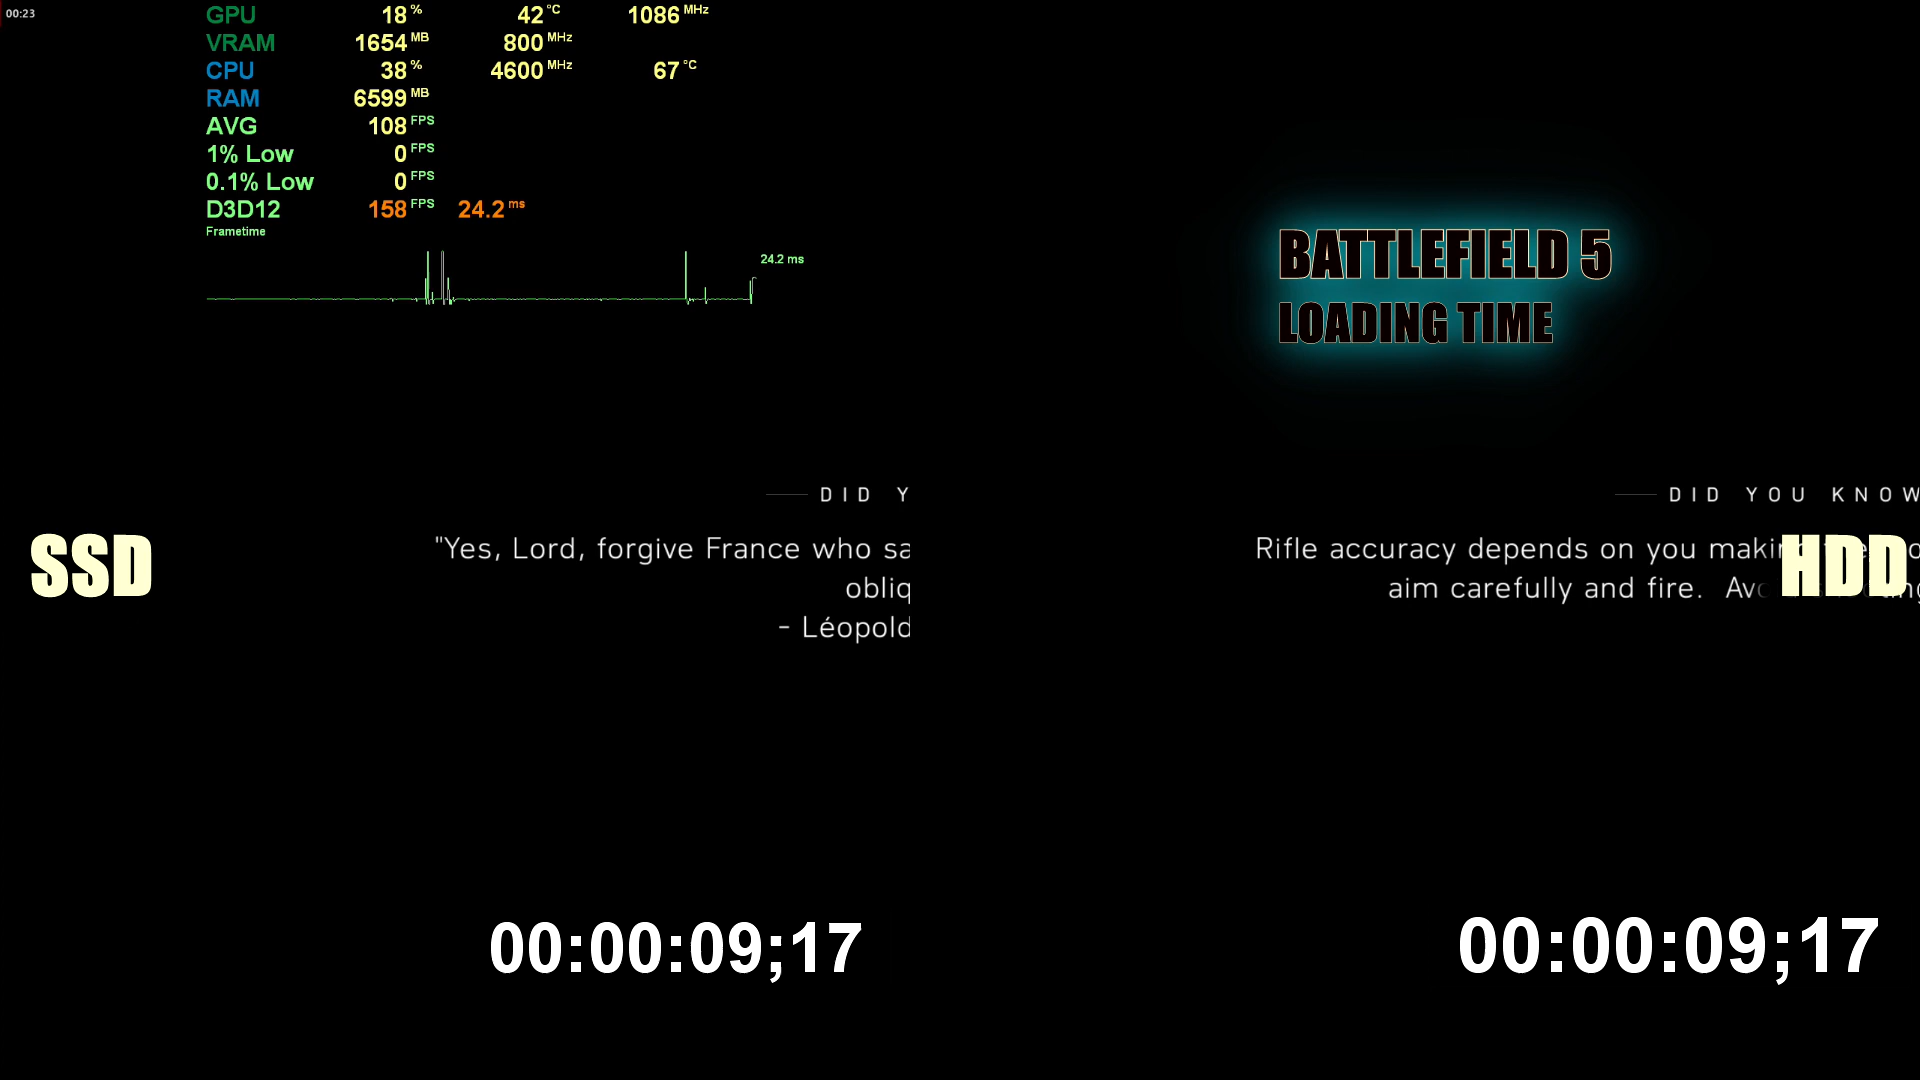 00:23
GPU 18 % 42 °C 1086 MHz
VRAM 1654 MB 800 MHz
CPU 38 % 4600 MHz 67 °C
RAM 6599 MB
AVG 108 FPS
1% Low 0 FPS
0.1% Low 0 FPS
D3D12 158 FPS 24.2 ms
Frametime
24.2 ms
BATTLEFIELD 5
LOADING TIME
DID Y
"Yes, Lord, forgive France who sa
obliq
- Léopold
SSD
DID YOU KNOW
Rifle accuracy depends on you makin
aim carefully and fire. Avo
HDD
00:00:09;17
00:00:09;17